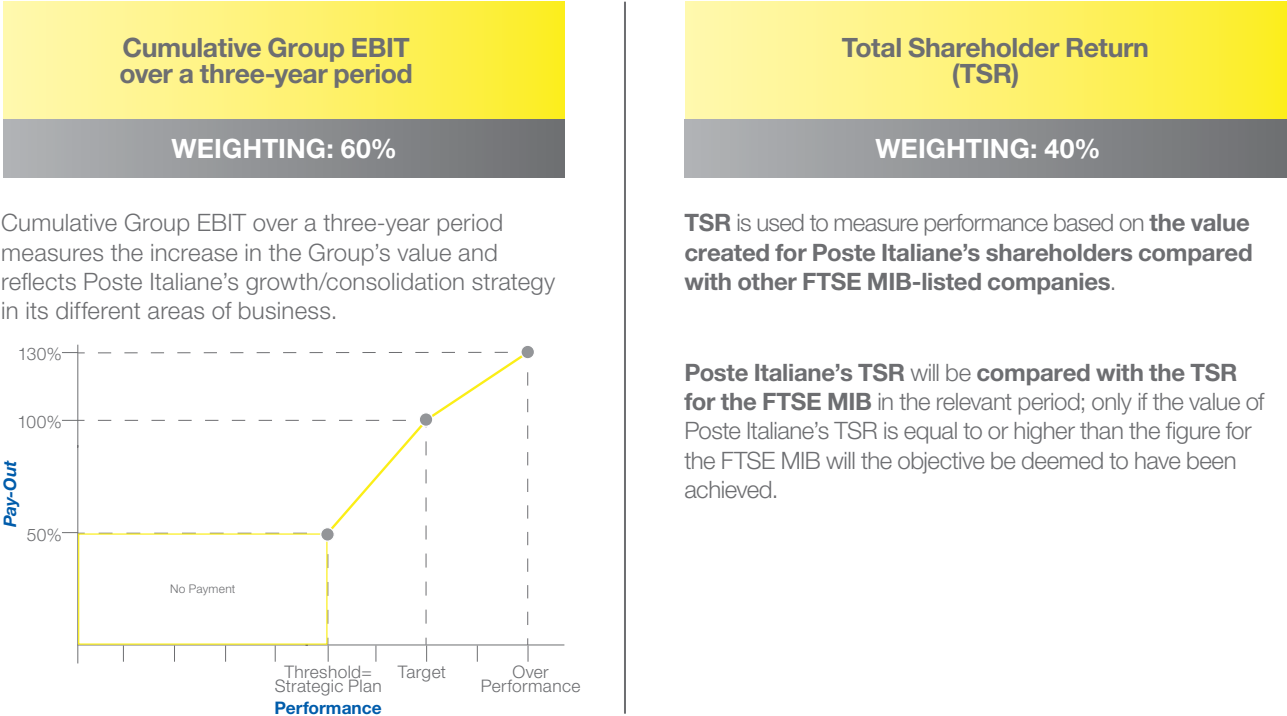 Cumulative Group EBIT
over a three-year period
WEIGHTING: 60%
Cumulative Group EBIT over a three-year period
measures the increase in the Group’s value and
reflects Poste Italiane’s growth/consolidation strategy
in its different areas of business.
130%
100%
50%
Pay-Out
No Payment
Threshold=
Strategic Plan
Target
Over
Performance
Performance
Total Shareholder Return
(TSR)
WEIGHTING: 40%
TSR is used to measure performance based on the value
created for Poste Italiane’s shareholders compared
with other FTSE MIB-listed companies.
Poste Italiane’s TSR will be compared with the TSR
for the FTSE MIB in the relevant period; only if the value of
Poste Italiane’s TSR is equal to or higher than the figure for
the FTSE MIB will the objective be deemed to have been
achieved.